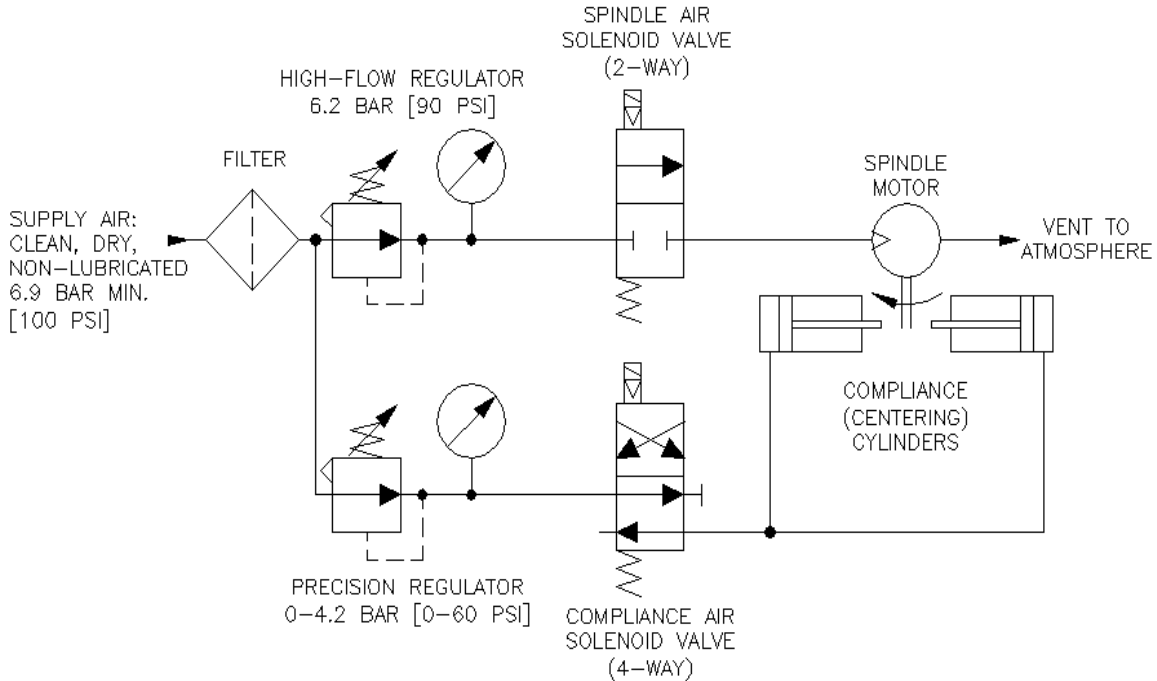 SPINDLE AIR
SOLENOID VALVE
(2-WAY)
HIGH-FLOW REGULATOR
6.2 BAR [90 PSI]
FILTER
SPINDLE
MOTOR
SUPPLY AIR:
CLEAN, DRY,
NON-LUBRICATED
6.9 BAR MIN.
[100 PSI]
VENT TO
ATMOSPHERE
COMPLIANCE
(CENTERING)
CYLINDERS
PRECISION REGULATOR
0-4.2 BAR [0-60 PSI]
COMPLIANCE AIR
SOLENOID VALVE
(4-WAY)